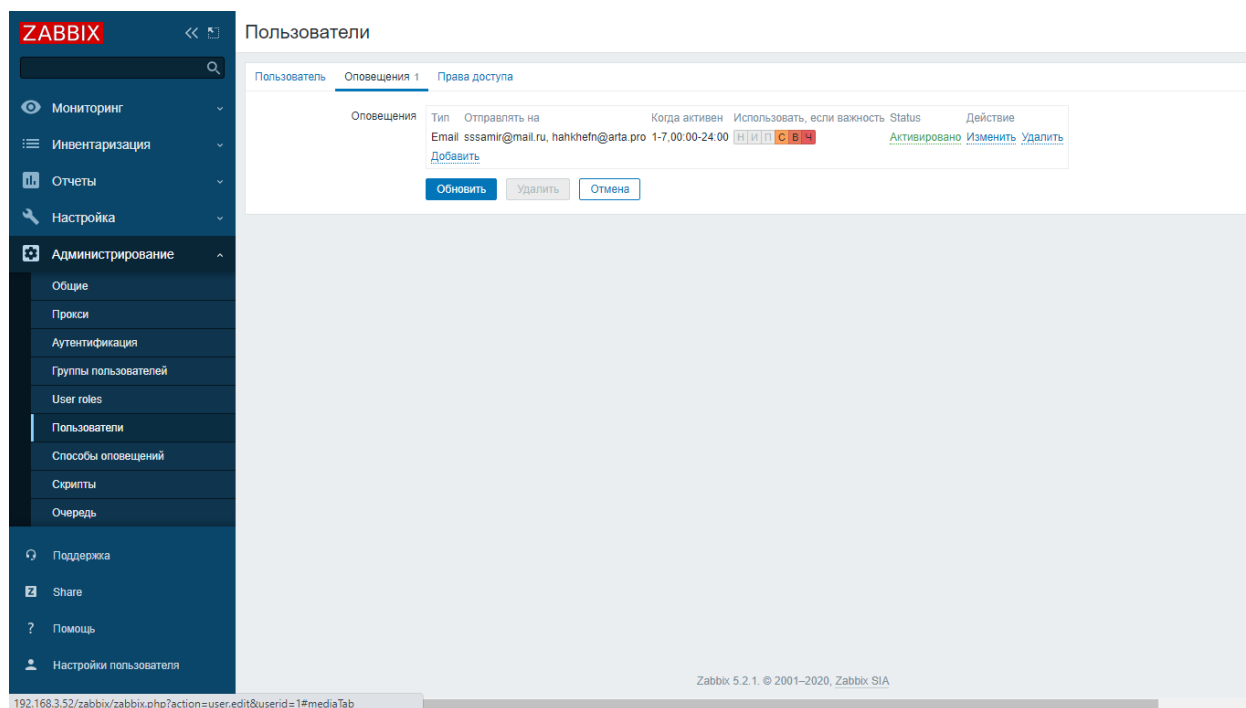 ZABBIX
Пользователи
Пользователь Оповещения 1 Права доступа
Мониторинг
Инвентаризация
Отчеты
Настройка
Администрирование
Общие
Прокси
Аутентификация
Группы пользователей
User roles
Пользователи
Способы оповещений
Скрипты
Очередь
Поддержка
Z Share
? Помощь
Настройки пользователя
Оповещения
Тип Отправлять на Когда активен Использовать, если важность Status Действие
Email sssamir@mail.ru, hahkhefn@arta.pro 1-7,00:00-24:00 Н И П С В Ч Активировано Изменить Удалить
Добавить
Обновить Удалить Отмена
Zabbix 5.2.1. © 2001–2020, Zabbix SIA
192.168.3.52/zabbix/zabbix.php?action=user.edit&userid=1#mediaTab